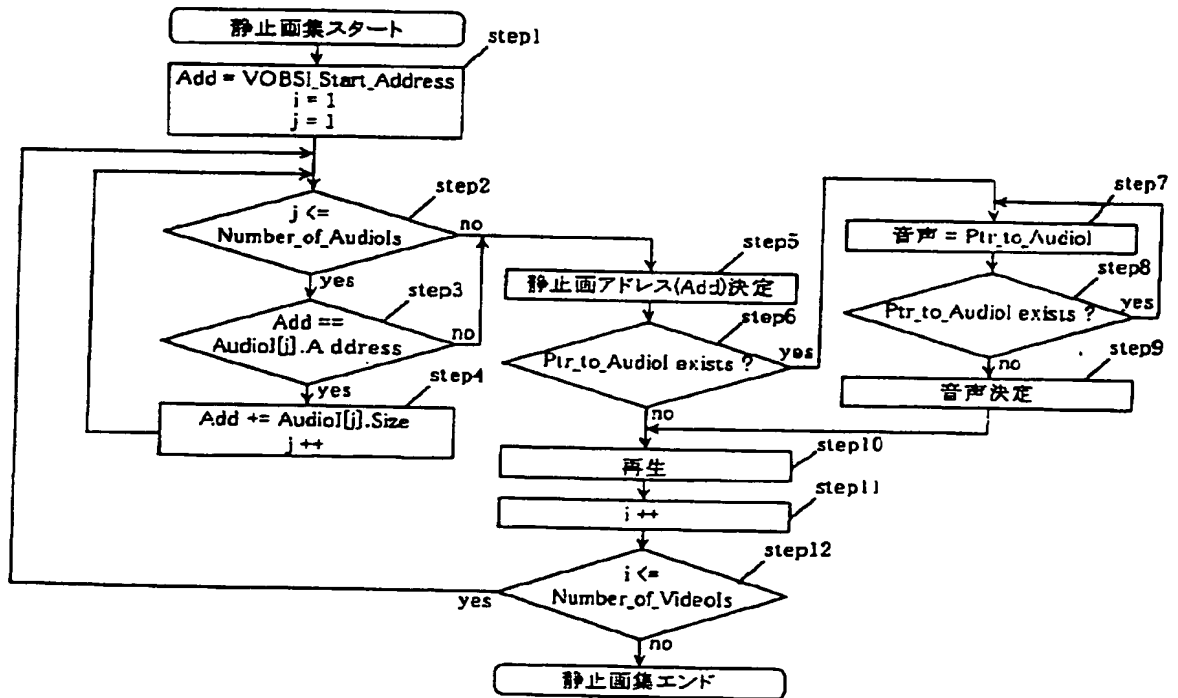 静止画集スタート
step1
Add = VOBSI_Start_Address
i = 1
j = 1
step2
j <=
Number_of_AudioIs
no
yes
step3
Add ==
AudioI[j].A ddress
no
yes
step4
Add += AudioI[j].Size
j ++
step5
静止画アドレス(Add)決定
step6
Ptr_to_AudioI exists ?
yes
no
step7
音声 = Ptr_to_AudioI
step8
Ptr_to_AudioI exists ?
yes
no
step9
音声決定
step10
再生
step11
i ++
step12
i <=
Number_of_VideoIs
yes
no
静止画集エンド